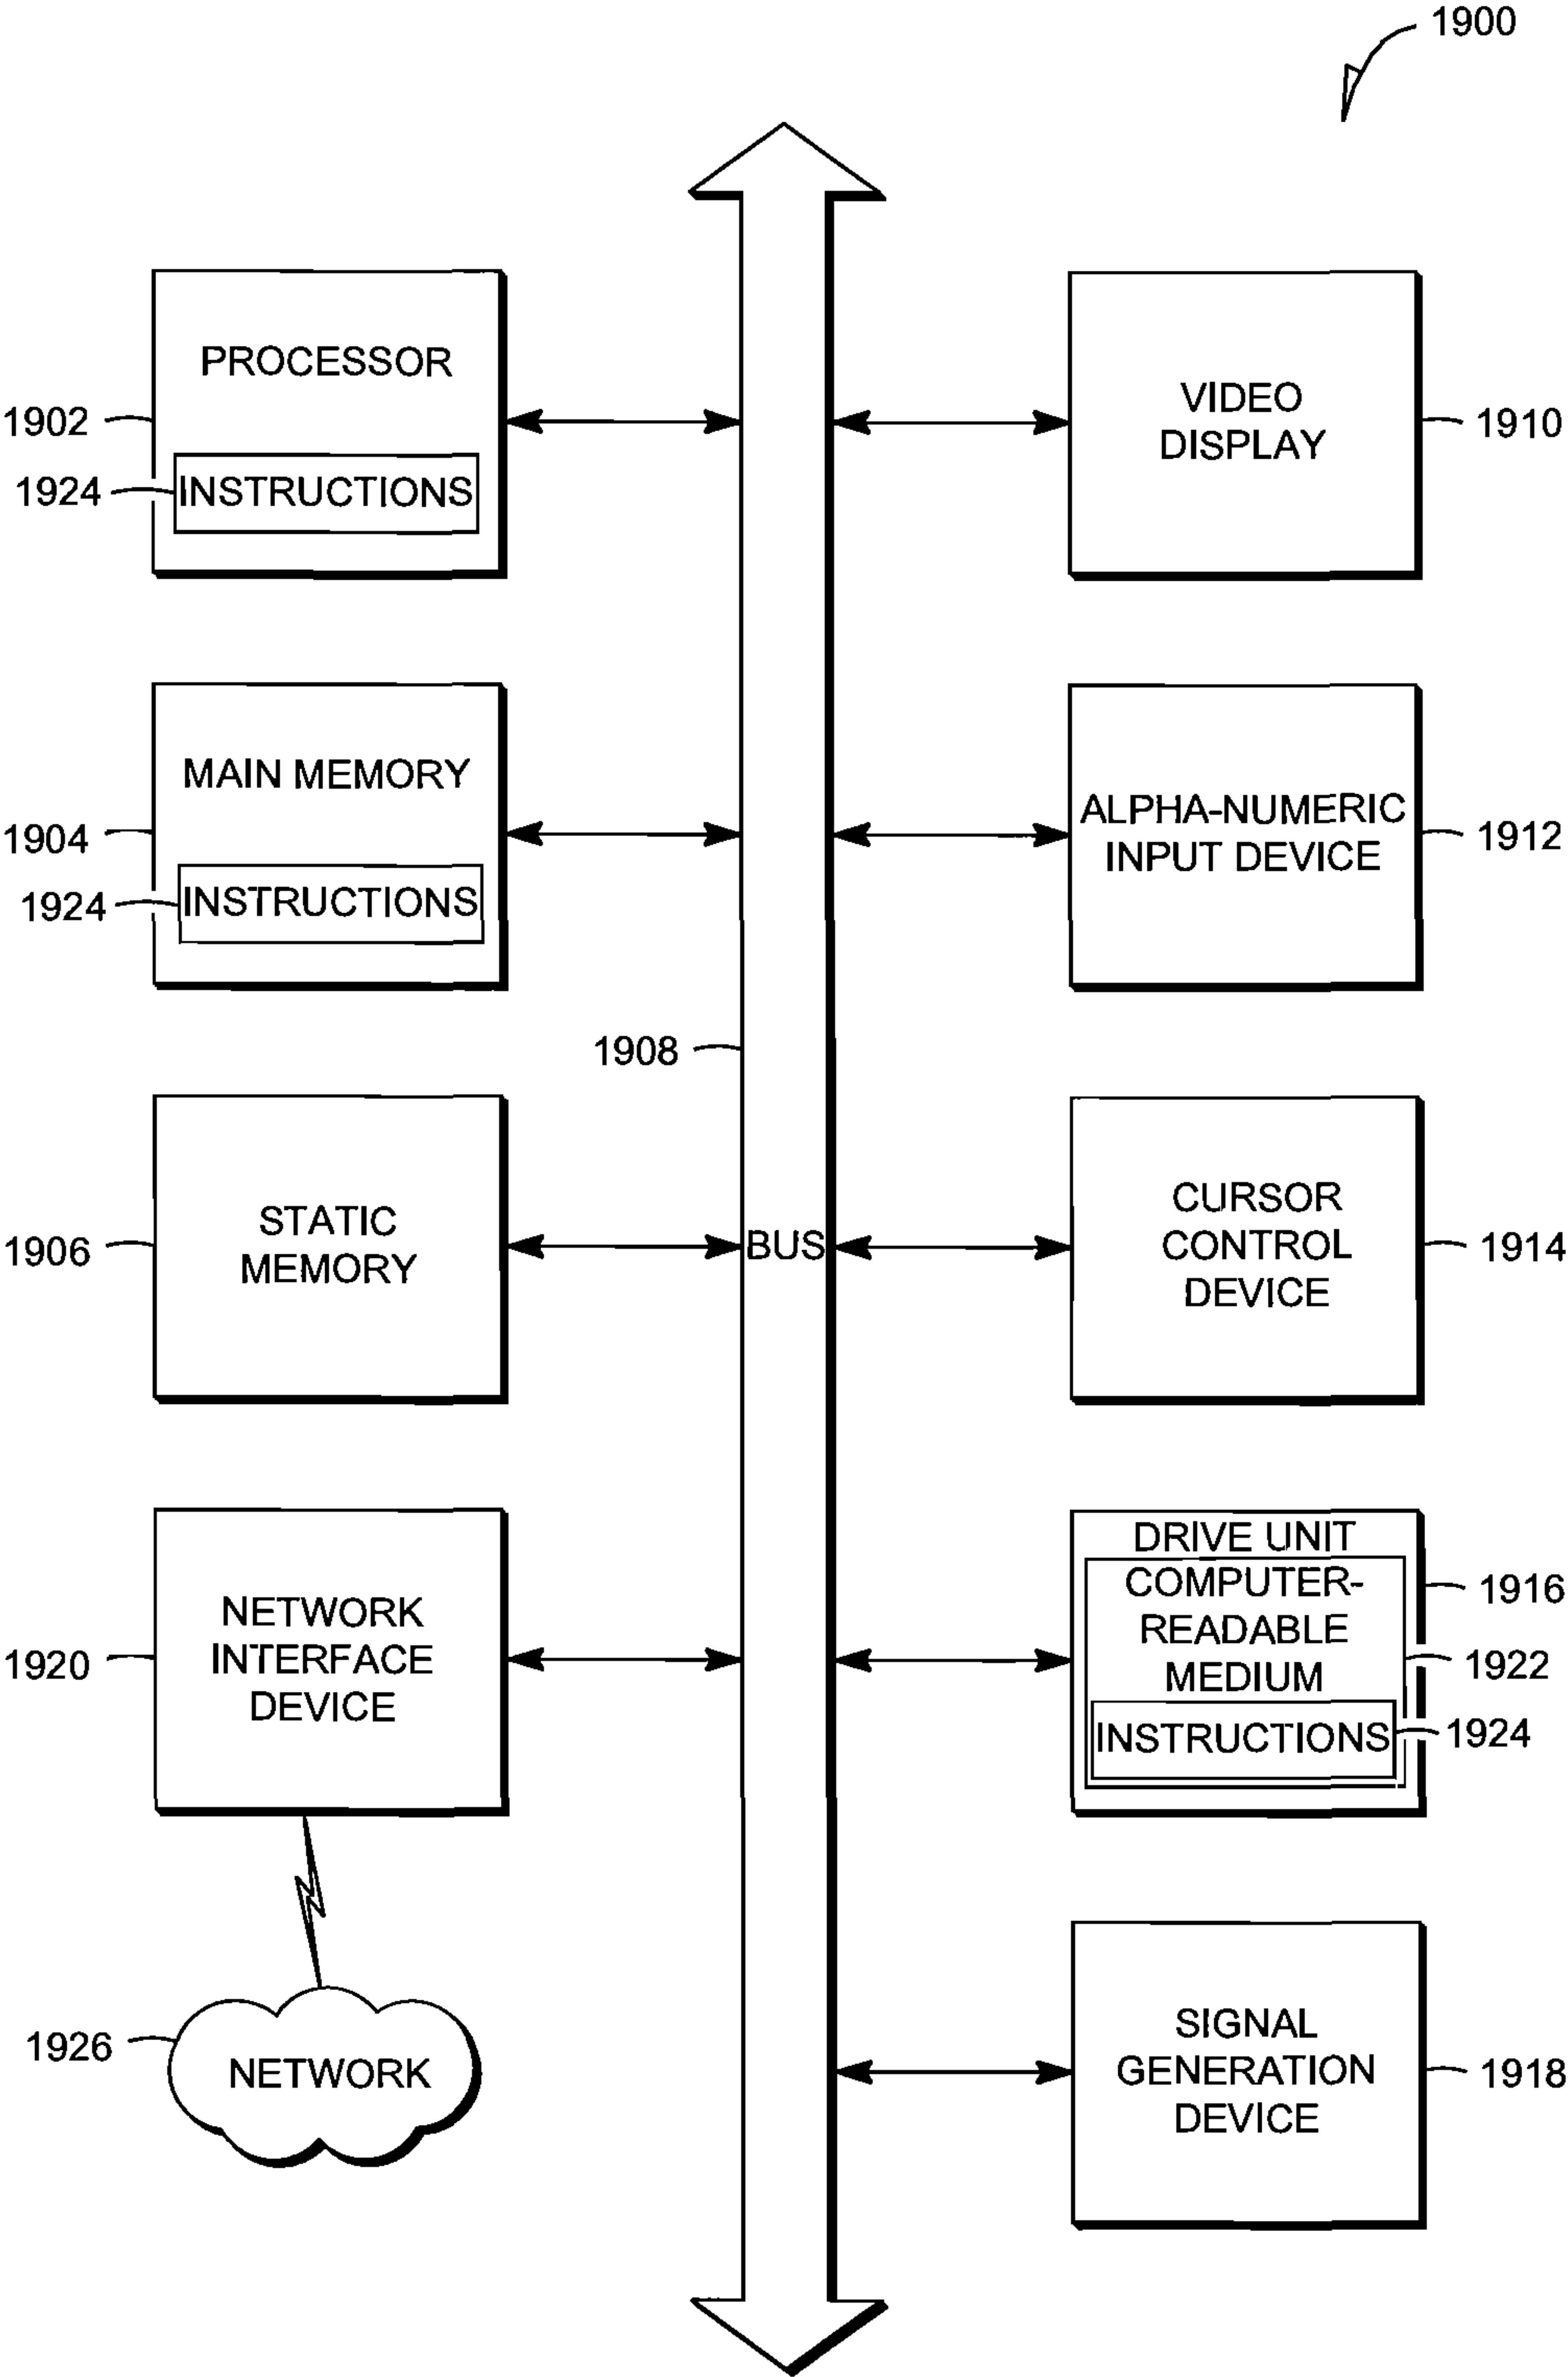 1900
PROCESSOR
1902
1924
INSTRUCTIONS
MAIN MEMORY
1904
1924
INSTRUCTIONS
STATIC
MEMORY
1906
NETWORK
INTERFACE
DEVICE
1920
1926
NETWORK
1908
BUS
VIDEO
DISPLAY
1910
ALPHA-NUMERIC
INPUT DEVICE
1912
CURSOR
CONTROL
DEVICE
1914
DRIVE UNIT
COMPUTER-
READABLE
MEDIUM
INSTRUCTIONS
1916
1922
1924
SIGNAL
GENERATION
DEVICE
1918